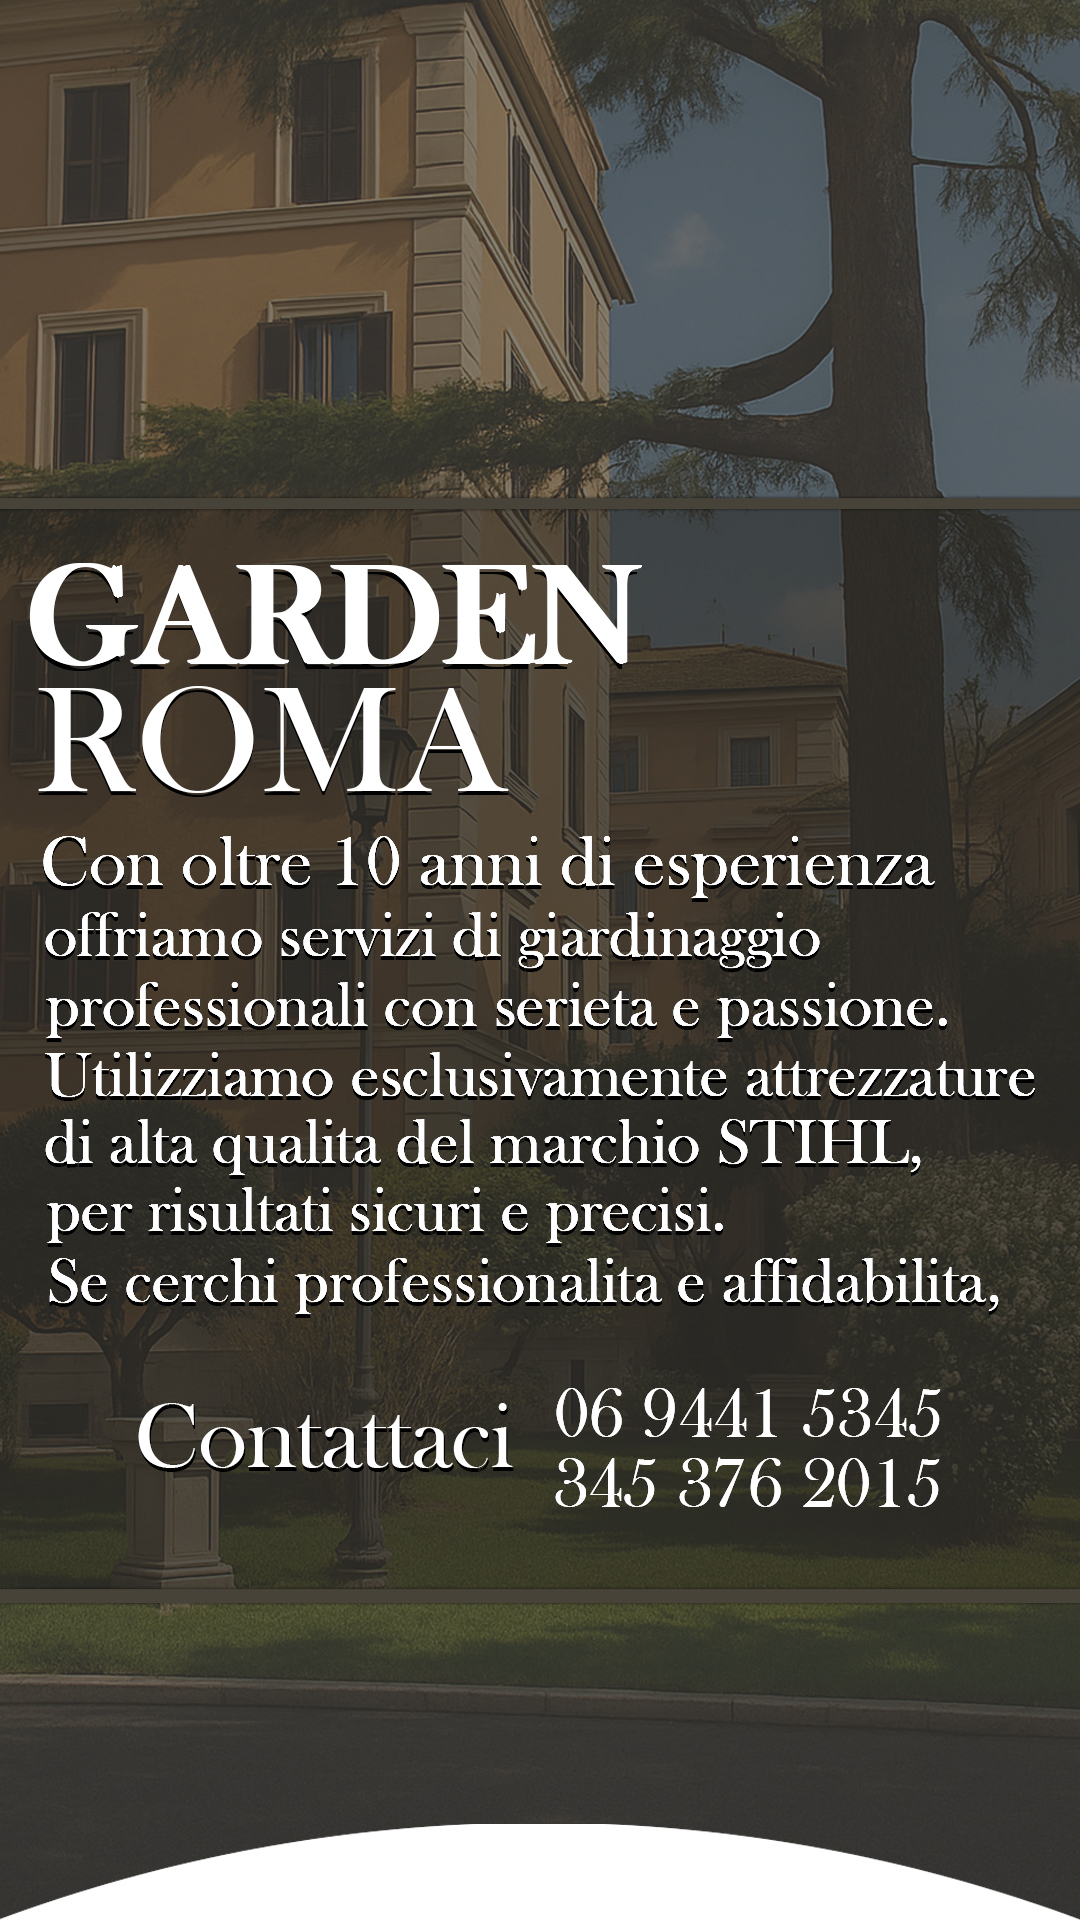 GARDEN
ROMA
Con oltre 10 anni di esperienza
offriamo servizi di giardinaggio
professionali con serieta e passione.
Utilizziamo esclusivamente attrezzature
di alta qualita del marchio STIHL,
per risultati sicuri e precisi.
Se cerchi professionalita e affidabilita,
Contattaci
06 9441 5345
345 376 2015